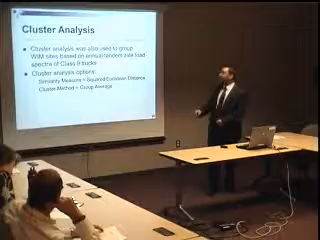 Cluster Analysis
Cluster analysis was also used to group
WIM sites based on annual tandem axle load
spectra of Class 9 trucks
Cluster analysis options:
Similarity Measure = Squared Euclidean Distance,
Cluster Method = Group Average